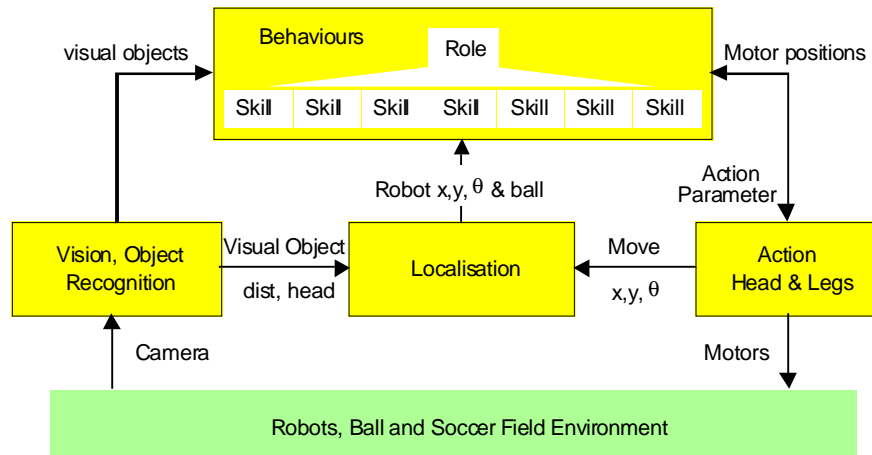 visual objects
Behaviours
Role
Motor positions
Skill Skill Skill Skill Skill Skill Skill
Robot x,y, θ & ball
Action
Parameter
Vision, Object
Recognition
Visual Object
dist, head
Localisation
Move
x,y, θ
Action
Head & Legs
Camera
Motors
Robots, Ball and Soccer Field Environment